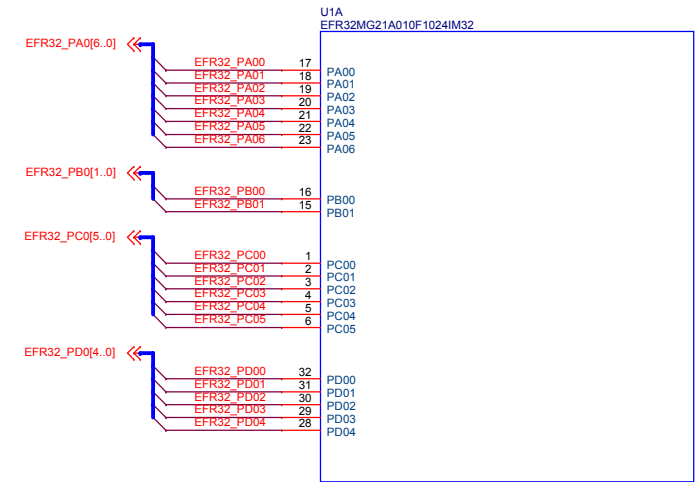 U1A
EFR32MG21A010F1024IM32
EFR32_PA0[6..0]
EFR32_PA00 17 PA00
EFR32_PA01 18 PA01
EFR32_PA02 19 PA02
EFR32_PA03 20 PA03
EFR32_PA04 21 PA04
EFR32_PA05 22 PA05
EFR32_PA06 23 PA06
EFR32_PB0[1..0]
EFR32_PB00 16 PB00
EFR32_PB01 15 PB01
EFR32_PC0[5..0]
EFR32_PC00 1 PC00
EFR32_PC01 2 PC01
EFR32_PC02 3 PC02
EFR32_PC03 4 PC03
EFR32_PC04 5 PC04
EFR32_PC05 6 PC05
EFR32_PD0[4..0]
EFR32_PD00 32 PD00
EFR32_PD01 31 PD01
EFR32_PD02 30 PD02
EFR32_PD03 29 PD03
EFR32_PD04 28 PD04